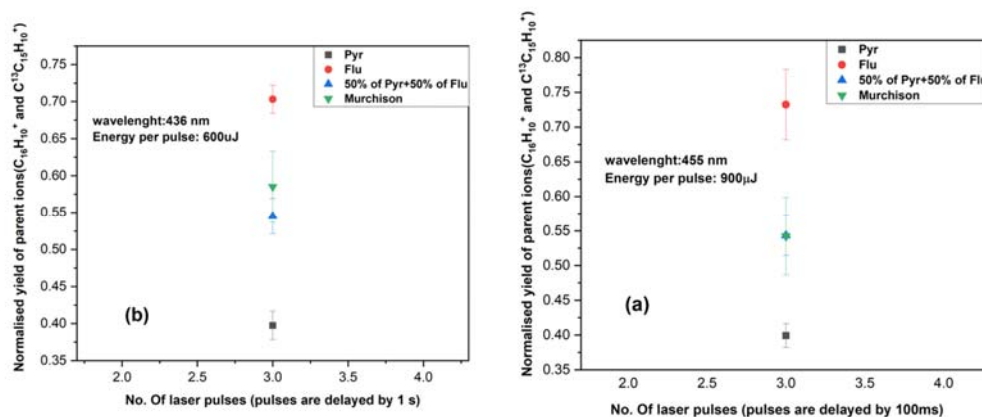 Normalised yield of parent ions(C₁₆H₁₀⁺ and C¹³C₁₅H₁₀⁺)
0.75
0.70
0.65
0.60
0.55
0.50
0.45
0.40
0.35
Pyr
Flu
50% of Pyr+50% of Flu
Murchison
wavelenght:436 nm
Energy per pulse: 600uJ
(b)
2.0 2.5 3.0 3.5 4.0
No. Of laser pulses (pulses are delayed by 1 s)
Normalised yield of parent ions(C₁₆H₁₀⁺ and C¹³C₁₅H₁₀⁺)
0.80
0.75
0.70
0.65
0.60
0.55
0.50
0.45
0.40
0.35
Pyr
Flu
50% of Pyr+50% of Flu
Murchison
wavelenght:455 nm
Energy per pulse: 900μJ
(a)
2.0 2.5 3.0 3.5 4.0
No. Of laser pulses (pulses are delayed by 100ms)